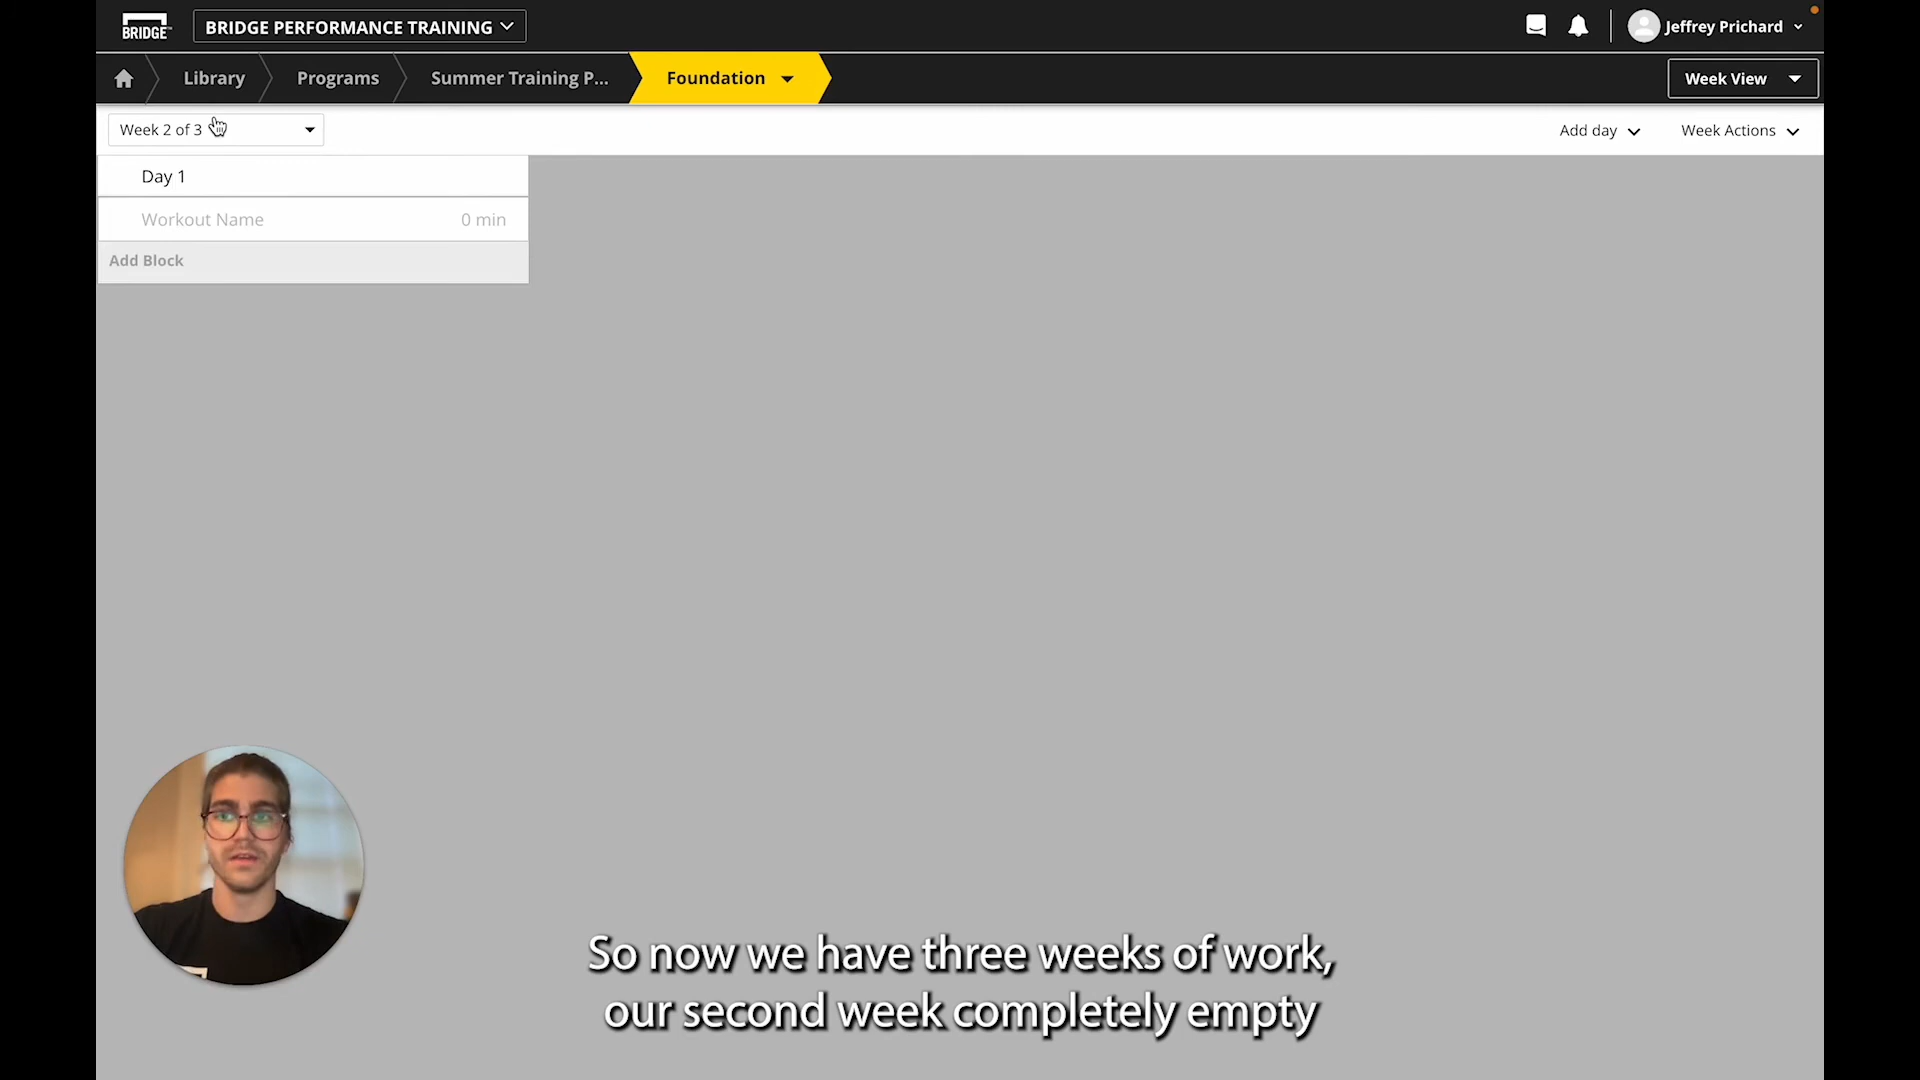 BRIDGE
BRIDGE PERFORMANCE TRAINING
Jeffrey Prichard
Library
Programs
Summer Training P...
Foundation
Week View
Week 2 of 3
Add day
Week Actions
Day 1
Workout Name
0 min
Add Block
So now we have three weeks of work,
our second week completely empty